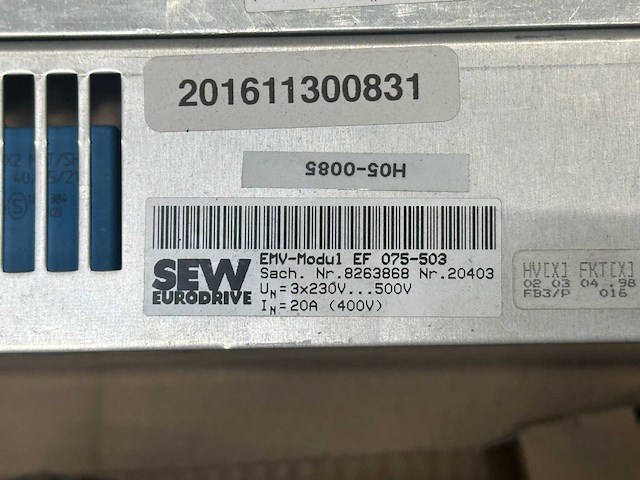 201611300831
H05-0085
SEW
EURODRIVE
EMV-Modul EF 075-503
Sach. Nr.8263868 Nr.20403
UN=3x230V...500V
IN=20A (400V)
HV[X] FKT[X]
02 03 04 .98
FB3/P 016